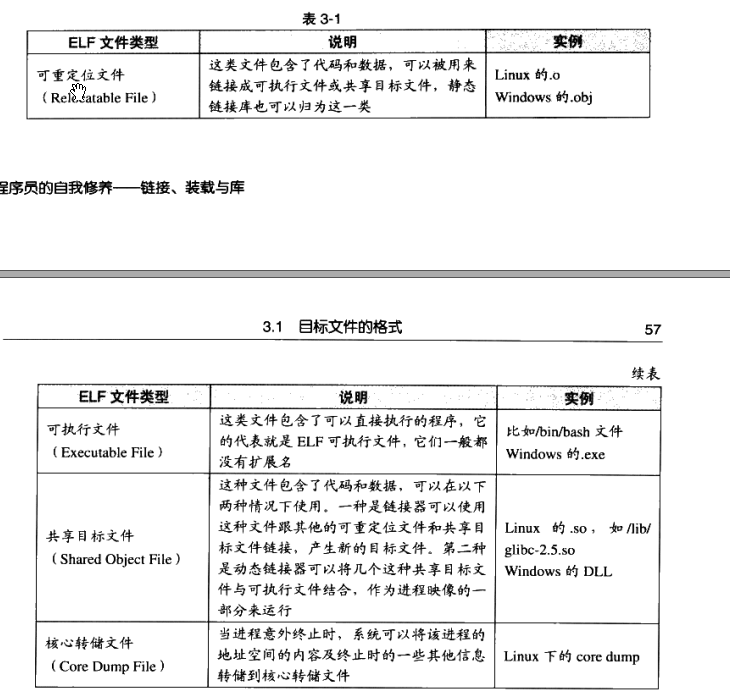 表 3-1
ELF 文件类型
说明
实例
可重定位文件
（Relocatable File）
这类文件包含了代码和数据，可以被用来
链接成可执行文件或共享目标文件，静态
链接库也可以归为这一类
Linux 的.o
Windows 的.obj
程序员的自我修养——链接、装载与库
3.1 目标文件的格式
57
续表
ELF 文件类型
说明
实例
可执行文件
（Executable File）
这类文件包含了可以直接执行的程序，它
的代表就是 ELF 可执行文件，它们一般都
没有扩展名
比如/bin/bash 文件
Windows 的.exe
共享目标文件
（Shared Object File）
这种文件包含了代码和数据，可以在以下
两种情况下使用。一种是链接器可以使用
这种文件跟其他的可重定位文件和共享目
标文件链接，产生新的目标文件。第二种
是动态链接器可以将几个这种共享目标文
件与可执行文件结合，作为进程映像的一
部分来运行
Linux 的.so，如/lib/
glibc-2.5.so
Windows 的 DLL
核心转储文件
（Core Dump File）
当进程意外终止时，系统可以将该进程的
地址空间的内容及终止时的一些其他信息
转储到核心转储文件
Linux 下的 core dump